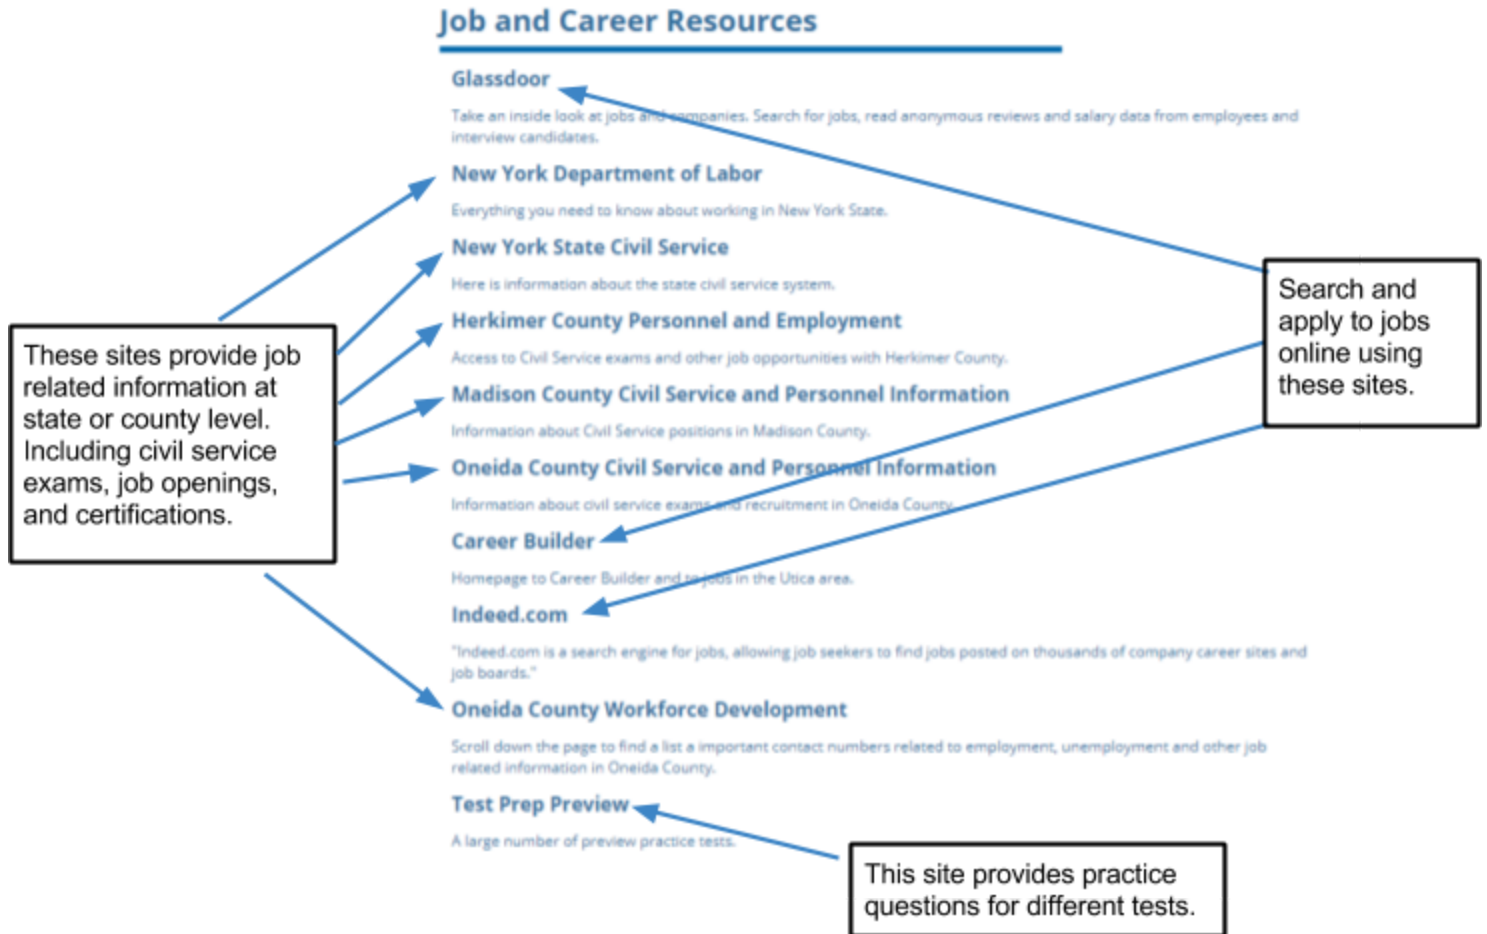 Job and Career Resources
Glassdoor
Take an inside look at jobs and companies. Search for jobs, read anonymous reviews and salary data from employees and
interview candidates.
New York Department of Labor
Everything you need to know about working in New York State.
New York State Civil Service
Here is information about the state civil service system.
Herkimer County Personnel and Employment
Access to Civil Service exams and other job opportunities with Herkimer County.
Madison County Civil Service and Personnel Information
Information about Civil Service positions in Madison County.
Oneida County Civil Service and Personnel Information
Information about civil service exams and recruitment in Oneida County.
Career Builder
Homepage to Career Builder and to jobs in the Utica area.
Indeed.com
"Indeed.com is a search engine for jobs, allowing job seekers to find jobs posted on thousands of company career sites and
job boards."
Oneida County Workforce Development
Scroll down the page to find a list a important contact numbers related to employment, unemployment and other job
related information in Oneida County.
Test Prep Preview
A large number of preview practice tests.
These sites provide job
related information at
state or county level.
Including civil service
exams, job openings,
and certifications.
Search and
apply to jobs
online using
these sites.
This site provides practice
questions for different tests.